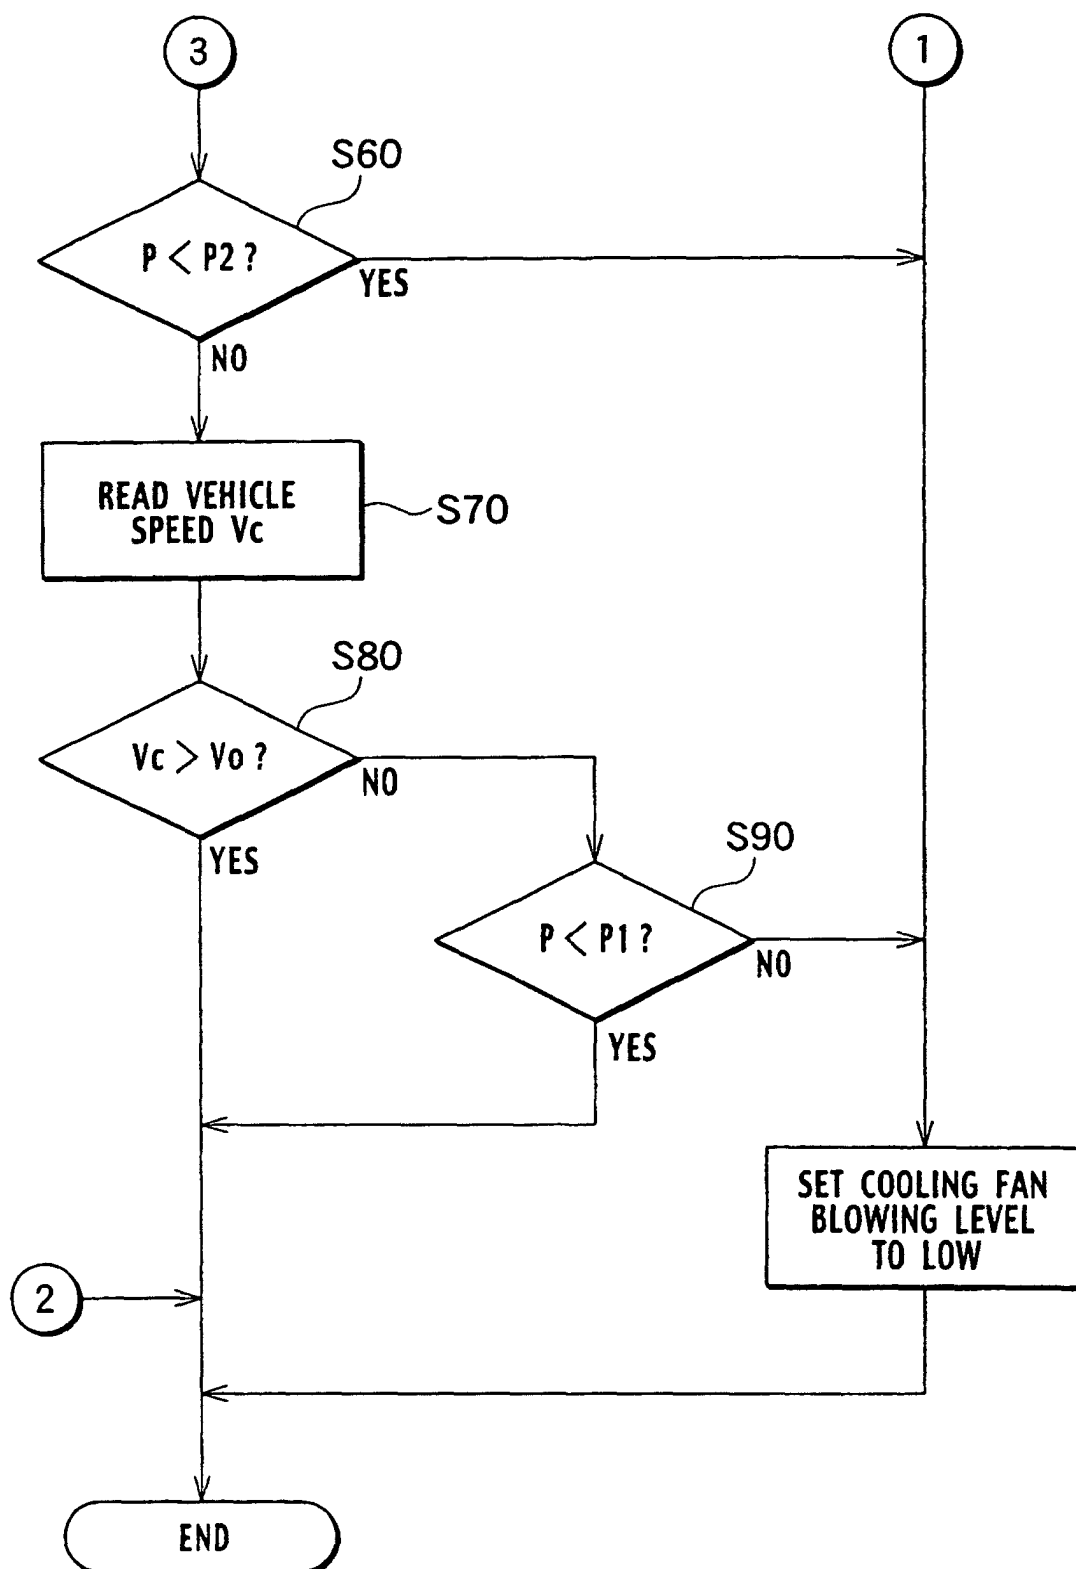 3
1
S60
P < P2 ?
YES
NO
READ VEHICLE
SPEED Vc
S70
S80
Vc > Vo ?
NO
YES
S90
P < P1 ?
NO
YES
SET COOLING FAN
BLOWING LEVEL
TO LOW
2
END